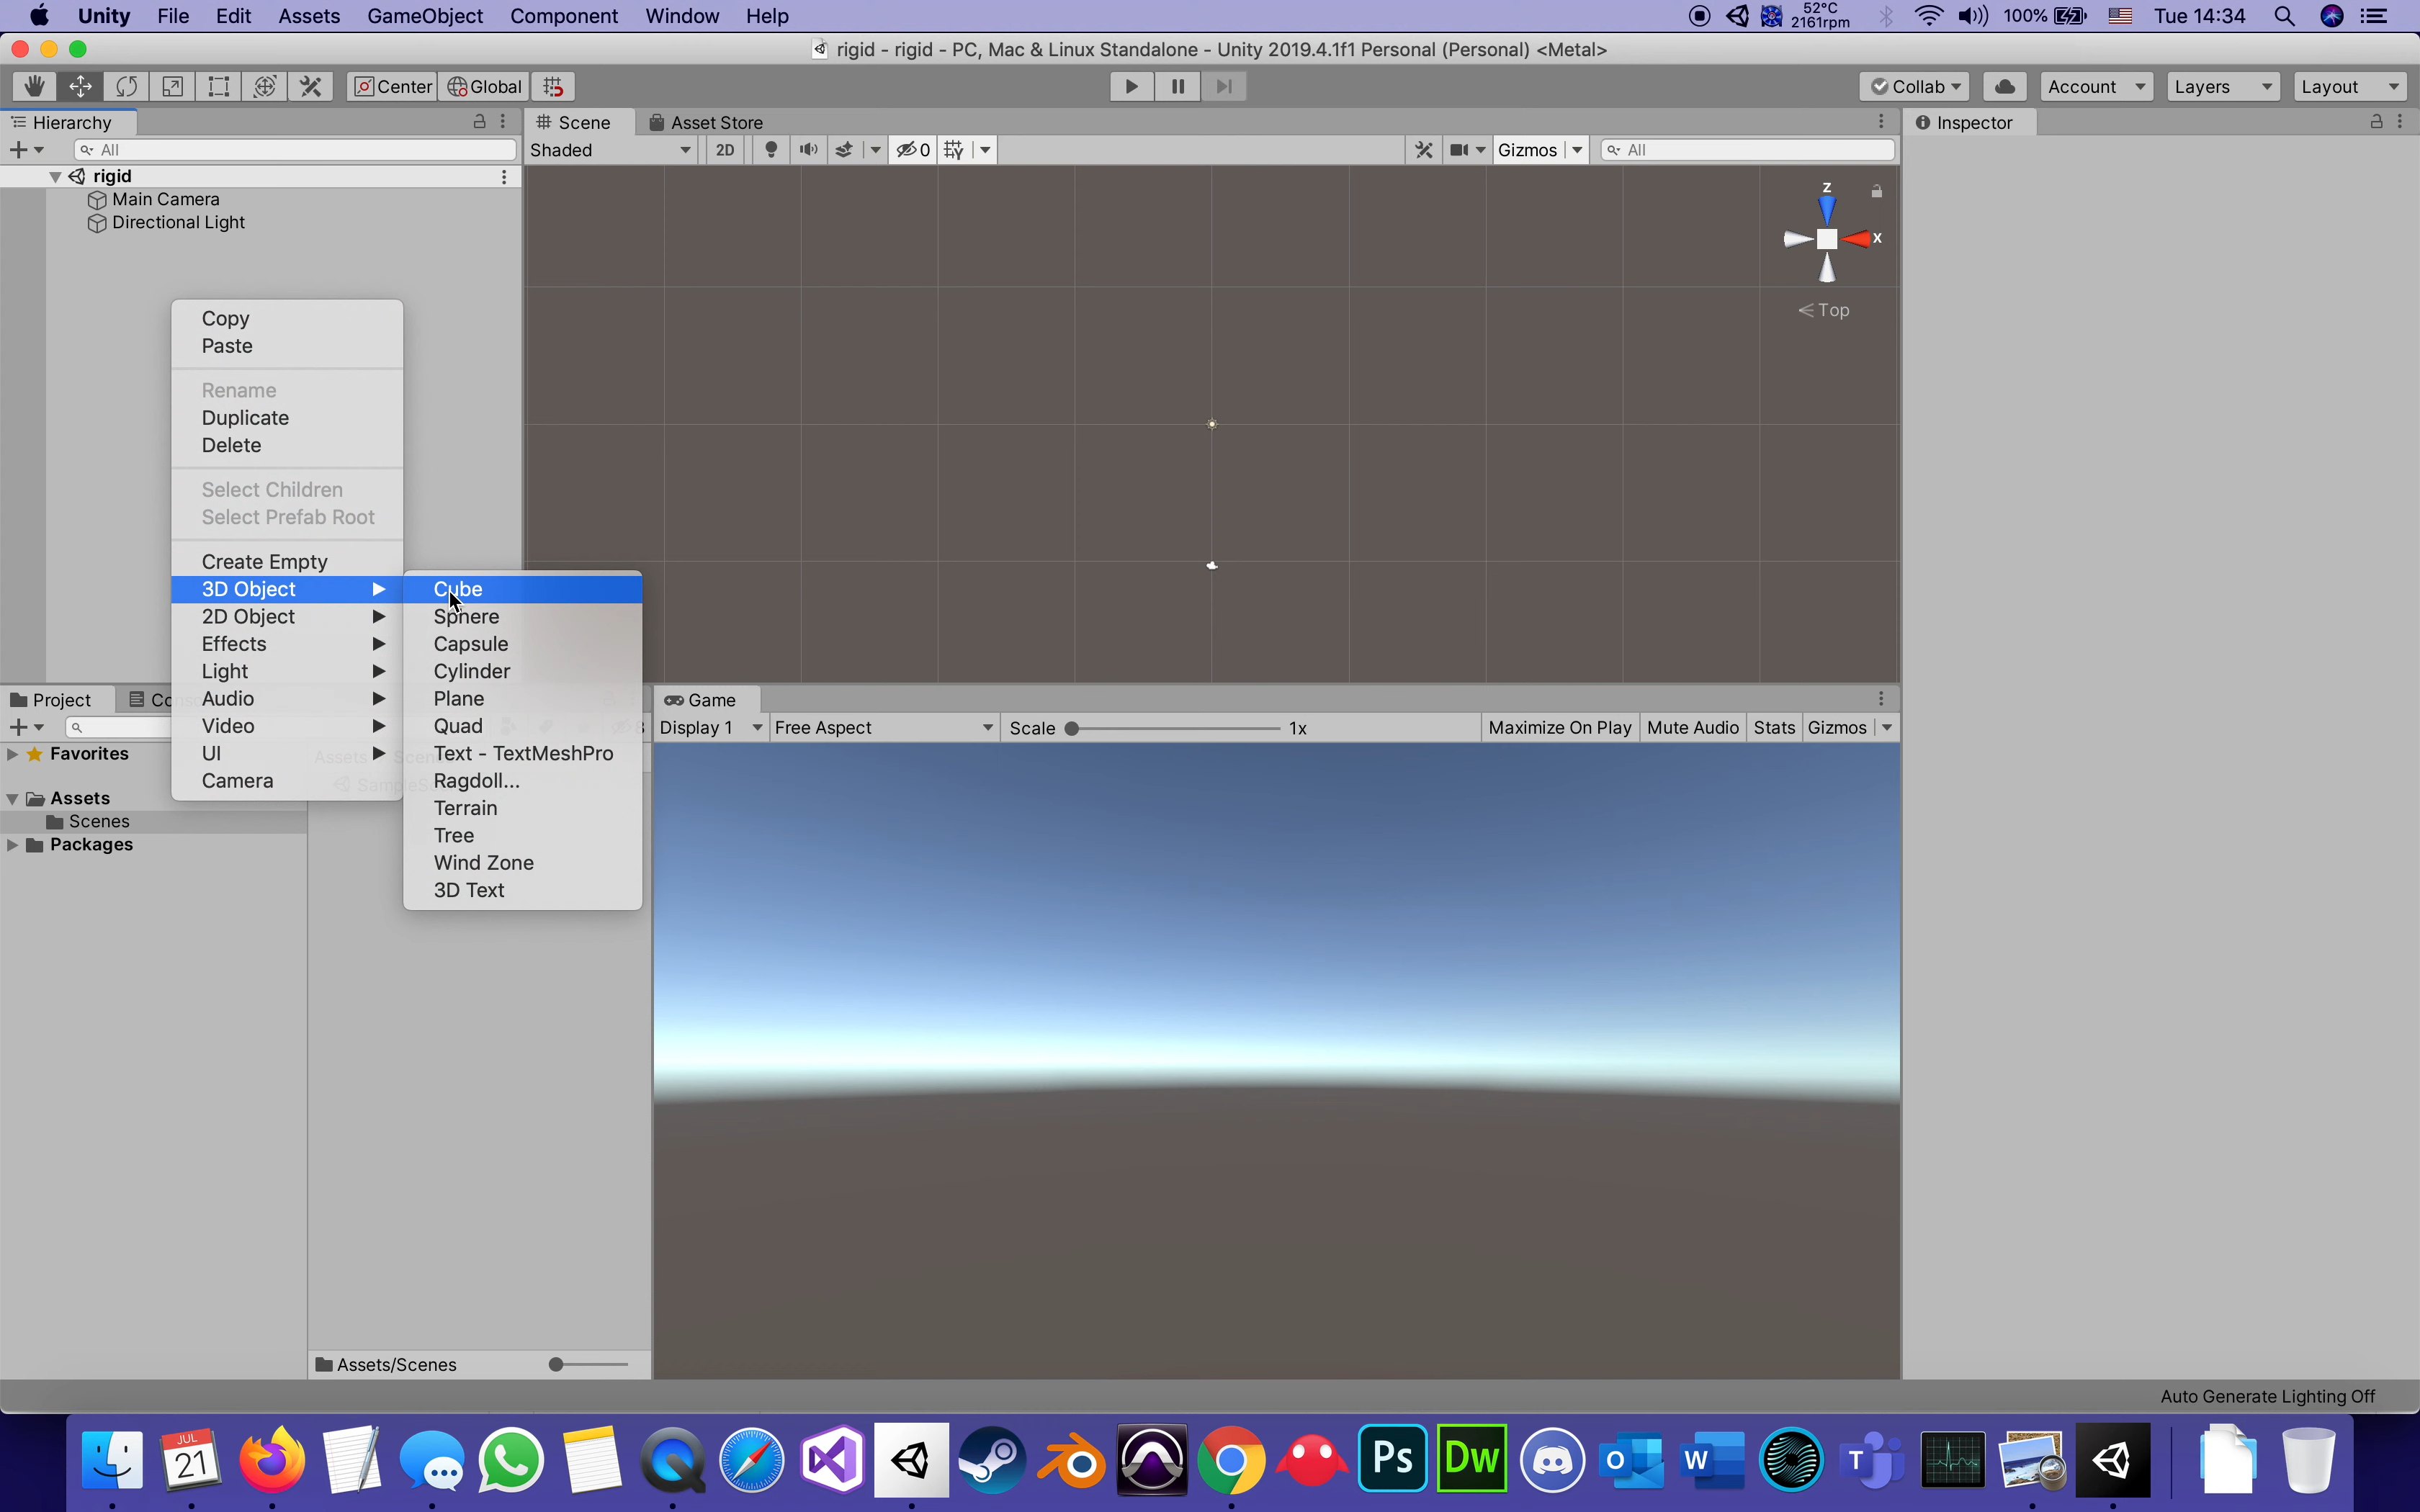 Unity File Edit Assets GameObject Component Window Help
52°C
2161rpm
100%
Tue 14:34
rigid - rigid - PC, Mac & Linux Standalone - Unity 2019.4.1f1 Personal (Personal) <Metal>
Center Global
Collab Account Layers Layout
Hierarchy
Scene Asset Store
Inspector
All
Shaded 2D 0 Gizmos All
rigid
Main Camera
Directional Light
Z
X
Top
Copy
Paste
Rename
Duplicate
Delete
Select Children
Select Prefab Root
Create Empty
3D Object
2D Object
Effects
Light
Audio
Video
UI
Camera
Cube
Sphere
Capsule
Cylinder
Plane
Quad
Text - TextMeshPro
Ragdoll...
Terrain
Tree
Wind Zone
3D Text
Project
Favorites
Assets
Scenes
Packages
Assets/Scenes
Game
Display 1 Free Aspect Scale 1x Maximize On Play Mute Audio Stats Gizmos
Auto Generate Lighting Off
JUL
21
Ps
Dw
O
W
T